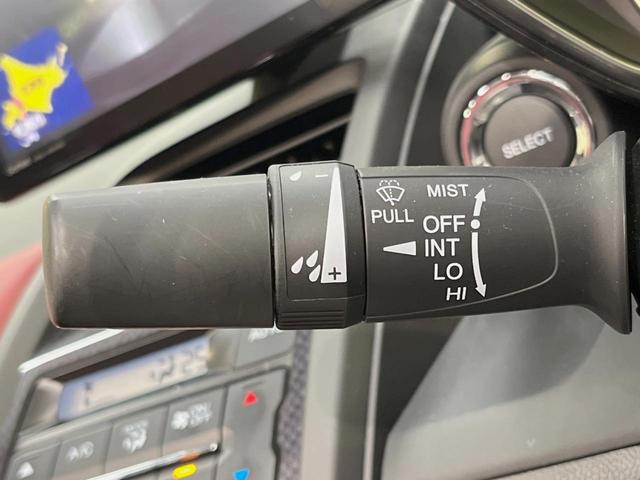 SELECT
MIST
PULL
OFF
INT
LO
HI
−
+
A/C